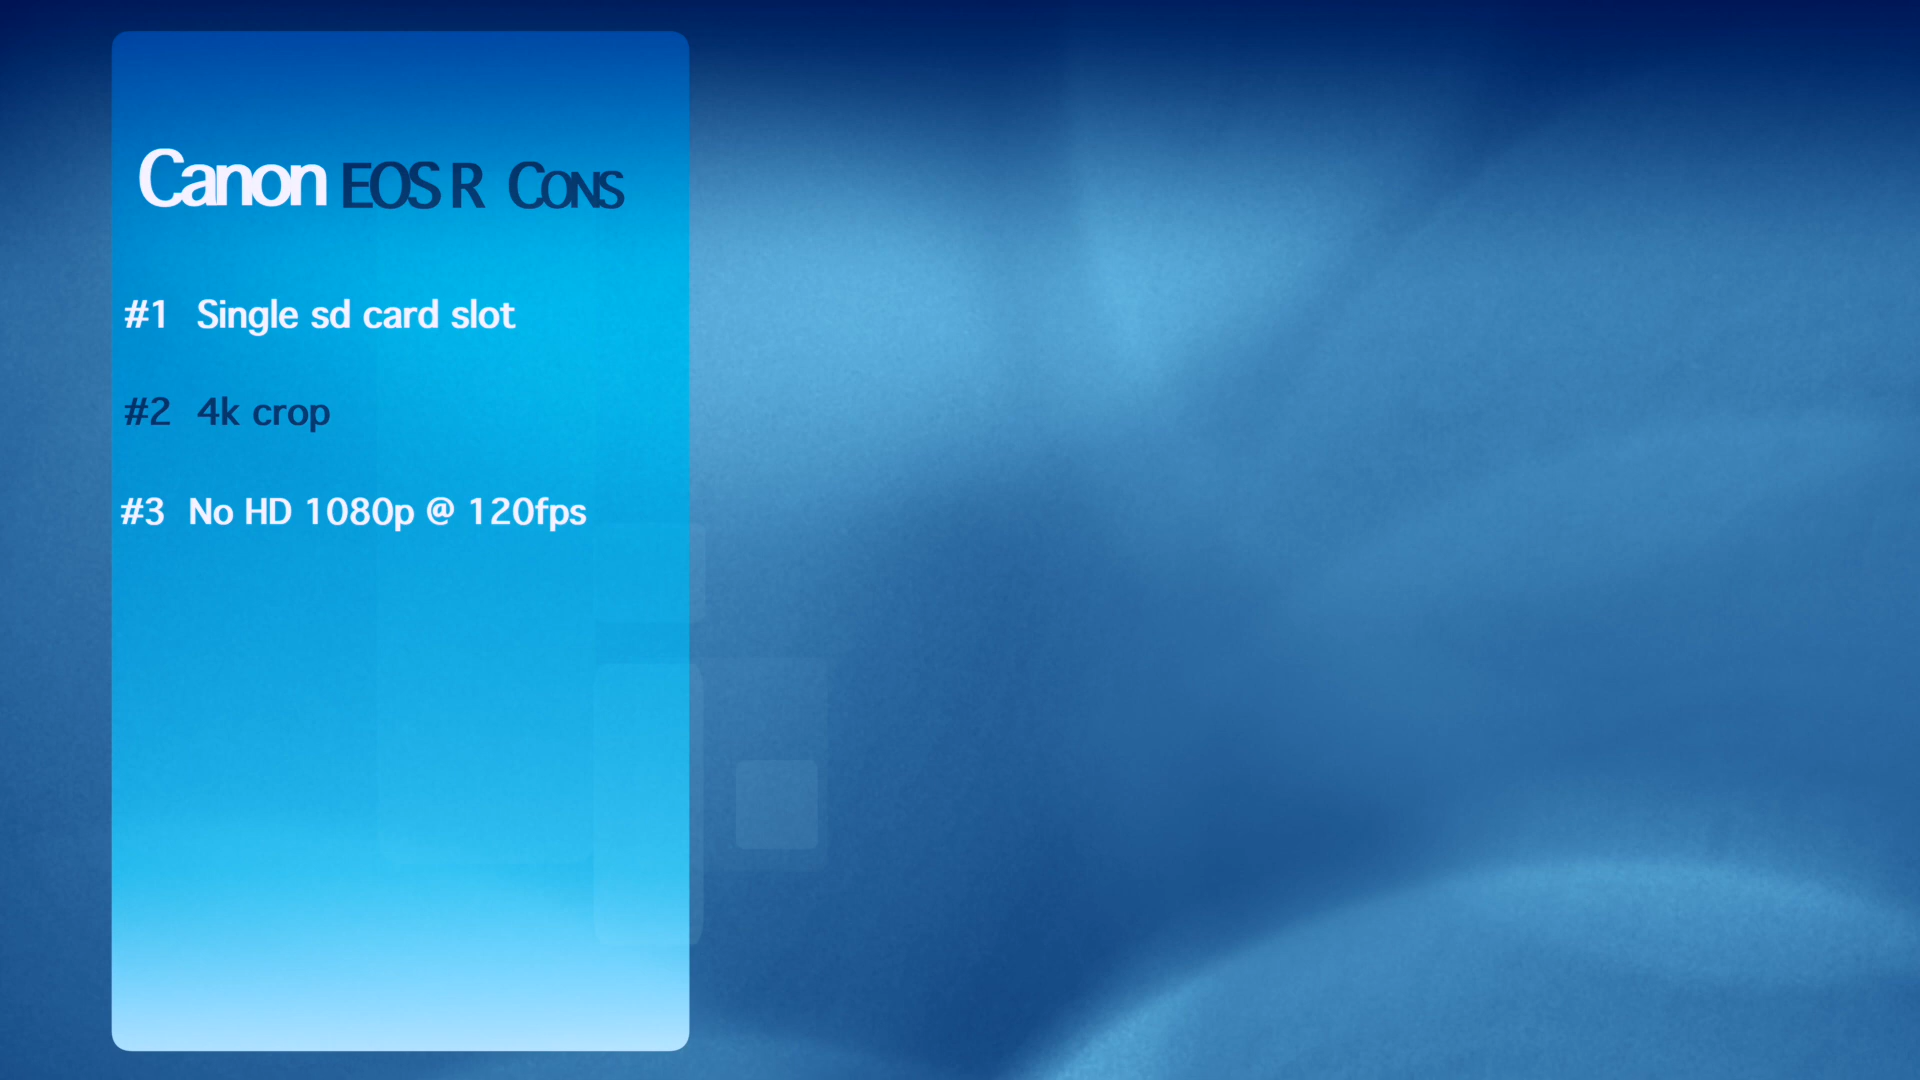 Canon EOS R Cons
#1 Single sd card slot
#2 4k crop
#3 No HD 1080p @ 120fps